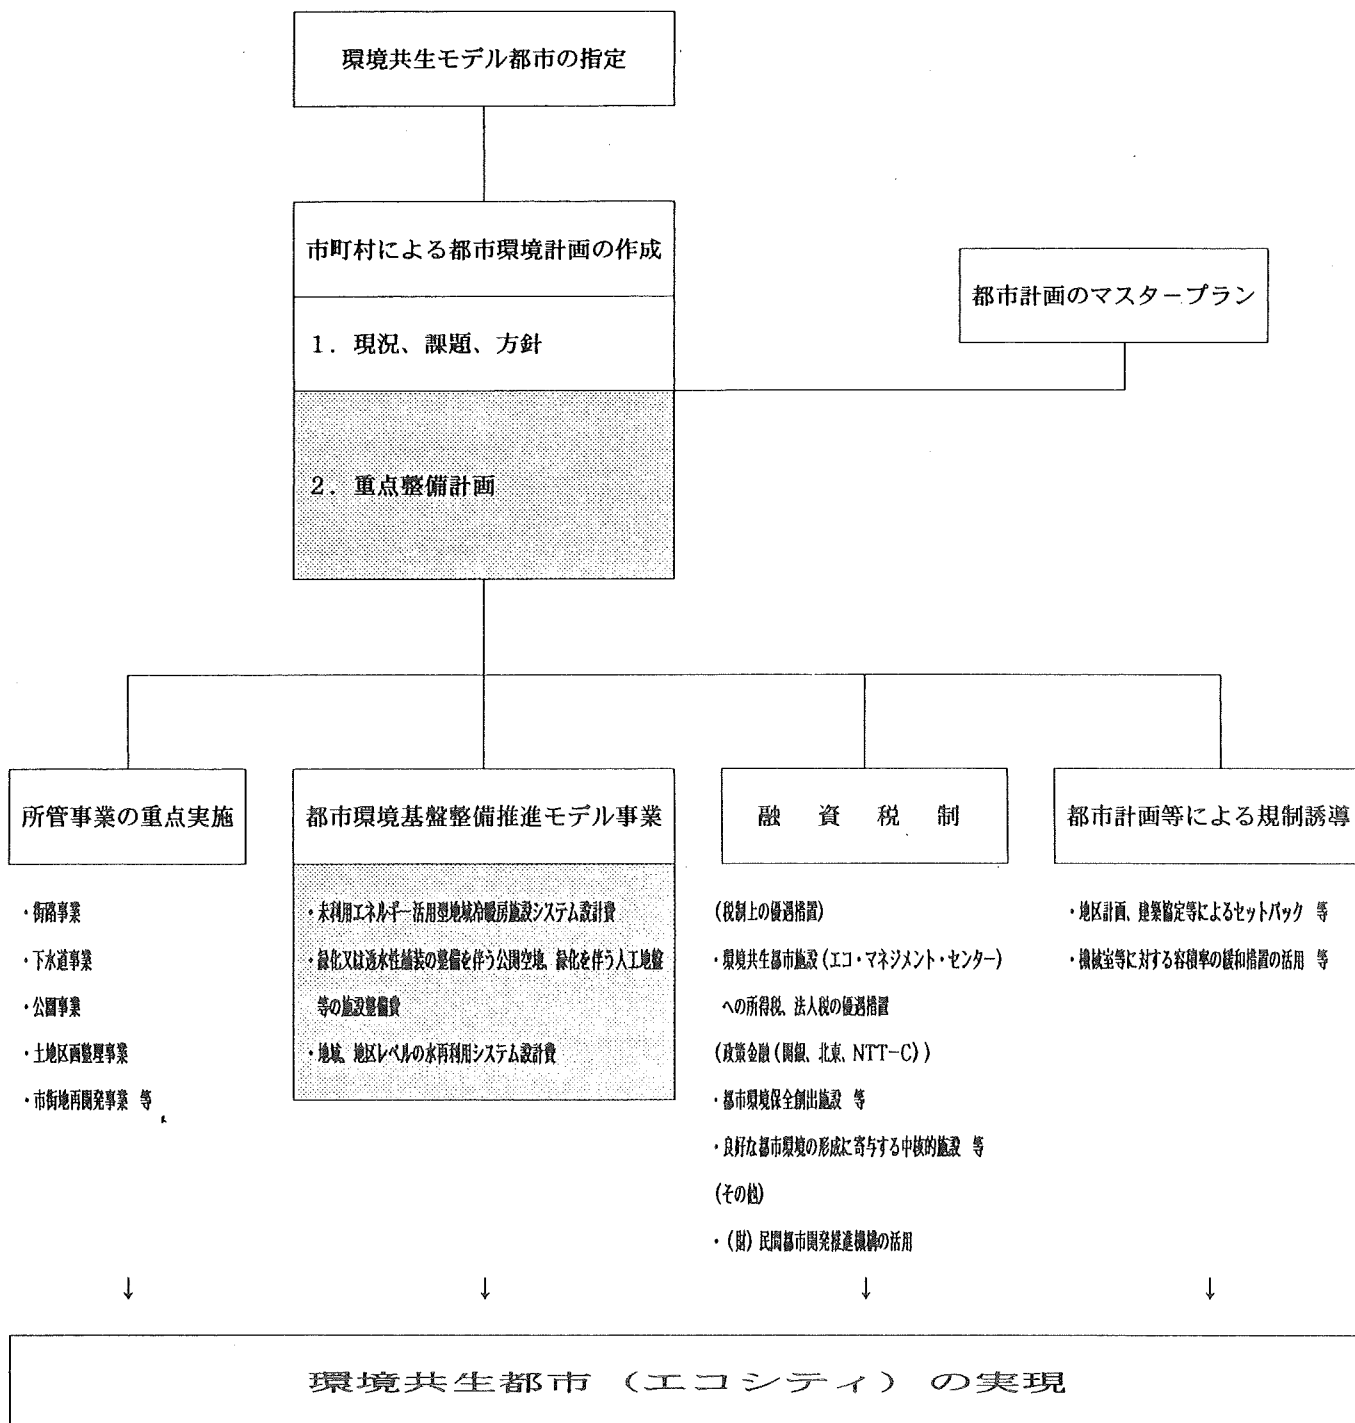 環境共生モデル都市の指定
市町村による都市環境計画の作成
都市計画のマスタープラン
1．現況、課題、方針
2．重点整備計画
所管事業の重点実施
・街路事業
・下水道事業
・公園事業
・土地区画整理事業
・市街地再開発事業 等
都市環境基盤整備推進モデル事業
・未利用エネルギー活用型地域冷暖房施設システム設計費
・緑化又は透水性舗装の整備を伴う公開空地、緑化を伴う人工地盤
等の施設整備費
・地域、地区レベルの水再利用システム設計費
融資税制
(税制上の優遇措置)
・環境共生都市施設(エコ・マネジメント・センター)
への所得税、法人税の優遇措置
(政策金融(開銀、北東、NTT-C))
・都市環境保全創出施設 等
・良好な都市環境の形成に寄与する中核的施設 等
(その他)
・(財)民間都市開発推進機構の活用
都市計画等による規制誘導
・地区計画、建築協定等によるセットバック 等
・機械室等に対する容積率の緩和措置の活用 等
↓ ↓ ↓ ↓
環境共生都市（エコシティ）の実現